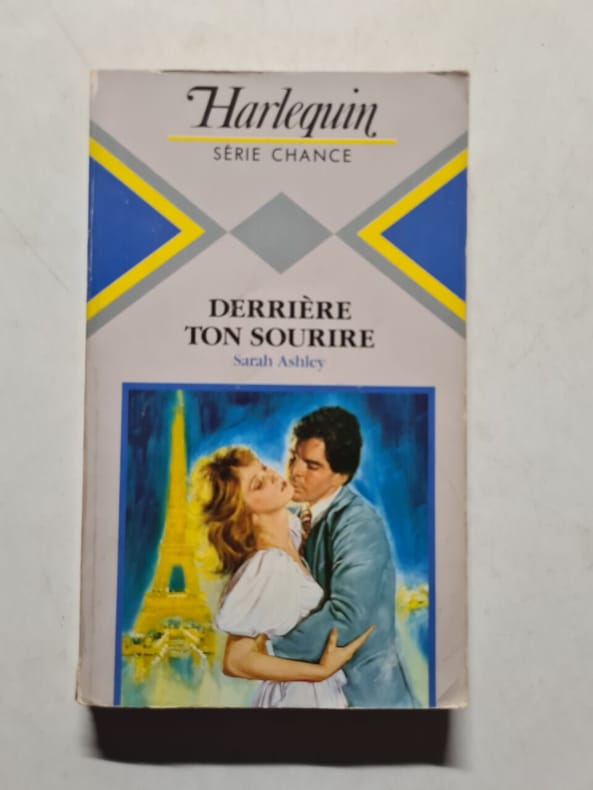 Harlequin
SÉRIE CHANCE
DERRIÈRE
TON SOURIRE
Sarah Ashley